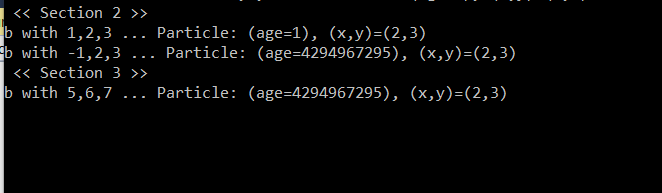 << Section 2 >>
b with 1,2,3 ... Particle: (age=1), (x,y)=(2,3)
b with -1,2,3 ... Particle: (age=4294967295), (x,y)=(2,3)
<< Section 3 >>
b with 5,6,7 ... Particle: (age=4294967295), (x,y)=(2,3)